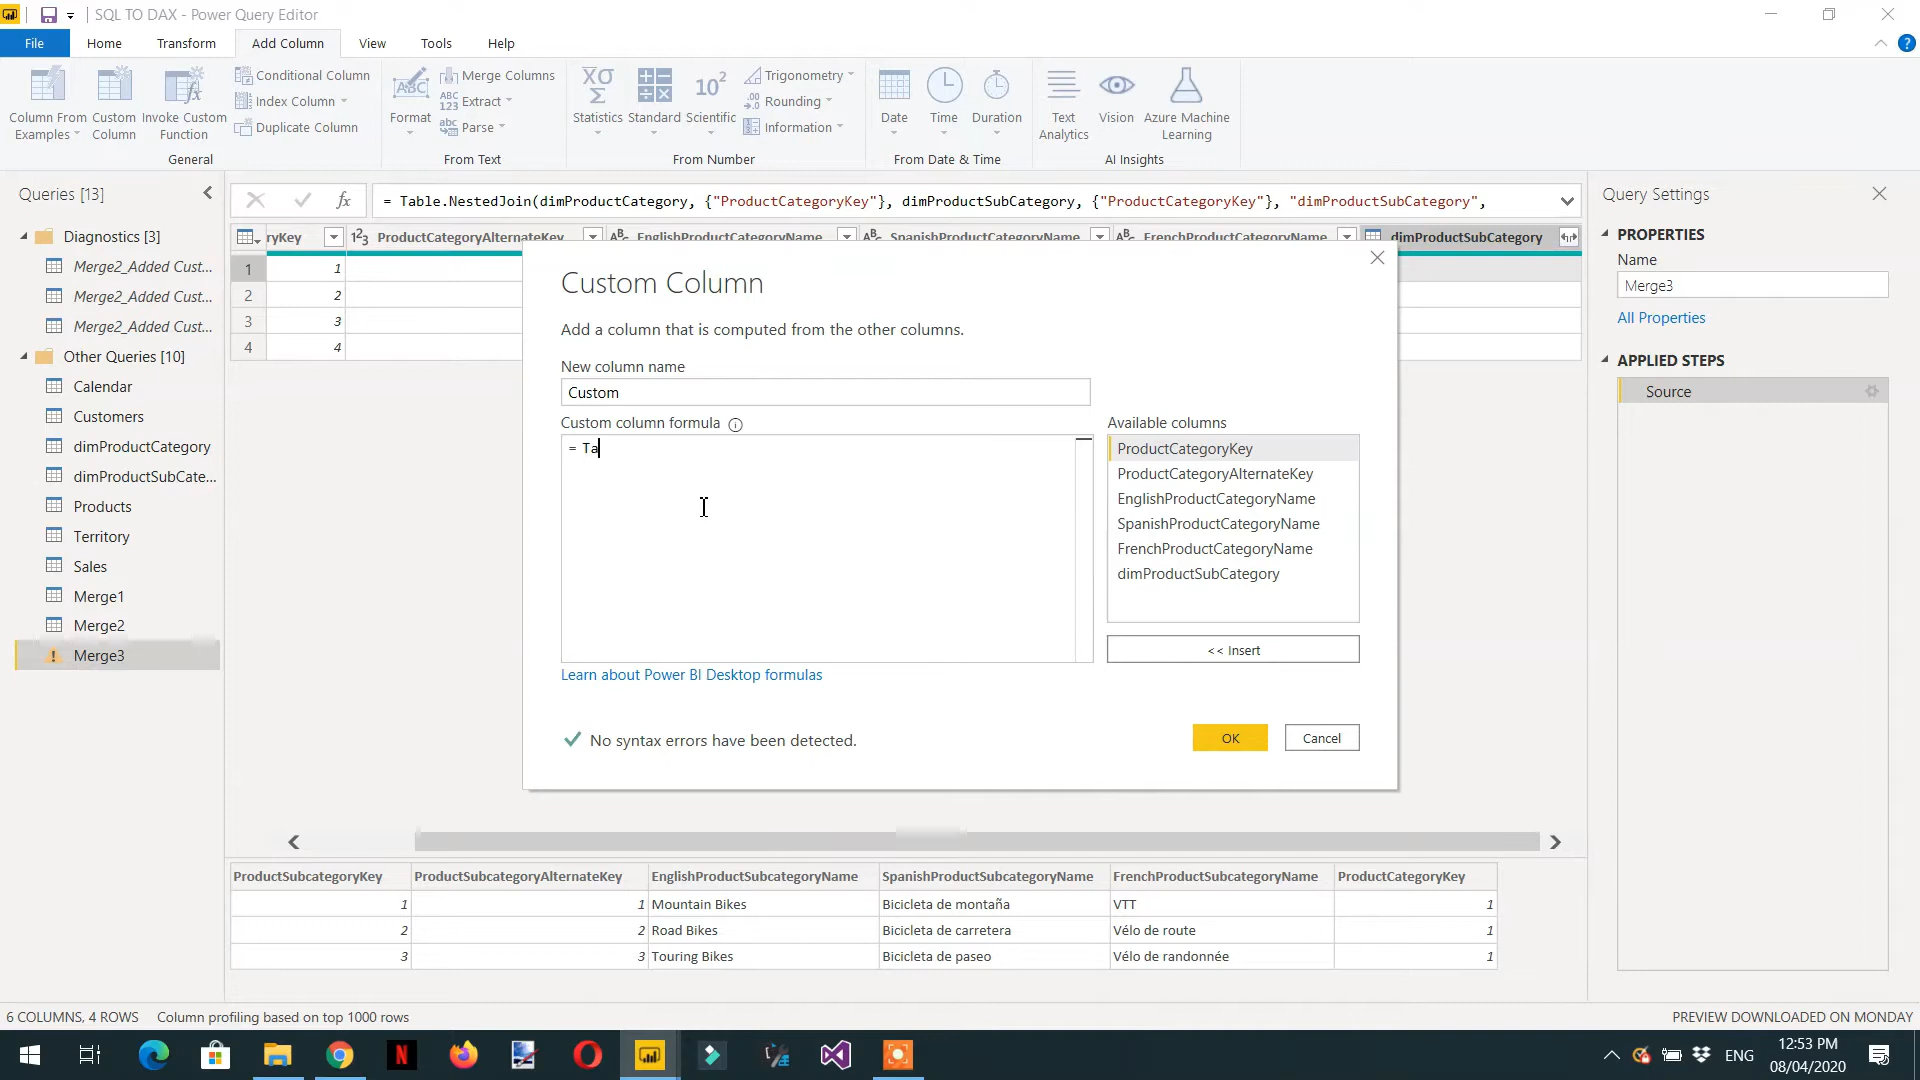 SQL TO DAX - Power Query Editor
File Home Transform Add Column View Tools Help
Column From Examples
Custom Column
Invoke Custom Function
Conditional Column
Index Column
Duplicate Column
General
Format
Merge Columns
Extract
Parse
From Text
Statistics
Standard
Scientific
Trigonometry
Rounding
Information
From Number
Date
Time
Duration
From Date & Time
Text Analytics
Vision
Azure Machine Learning
AI Insights
Queries [13]
Diagnostics [3]
Merge2_Added Cust...
Merge2_Added Cust...
Merge2_Added Cust...
Other Queries [10]
Calendar
Customers
dimProductCategory
dimProductSubCate...
Products
Territory
Sales
Merge1
Merge2
Merge3
= Table.NestedJoin(dimProductCategory, {"ProductCategoryKey"}, dimProductSubCategory, {"ProductCategoryKey"}, "dimProductSubCategory",
ryKey ProductCategoryAlternateKey EnglishProductCategoryName SpanishProductCategoryName FrenchProductCategoryName dimProductSubCategory
1 1
2 2
3 3
4 4
Custom Column
Add a column that is computed from the other columns.
New column name
Custom
Custom column formula
= Ta
Available columns
ProductCategoryKey
ProductCategoryAlternateKey
EnglishProductCategoryName
SpanishProductCategoryName
FrenchProductCategoryName
dimProductSubCategory
<< Insert
Learn about Power BI Desktop formulas
No syntax errors have been detected.
OK Cancel
Query Settings
PROPERTIES
Name
Merge3
All Properties
APPLIED STEPS
Source
ProductSubcategoryKey ProductSubcategoryAlternateKey EnglishProductSubcategoryName SpanishProductSubcategoryName FrenchProductSubcategoryName ProductCategoryKey
1 1 Mountain Bikes Bicicleta de montaña VTT 1
2 2 Road Bikes Bicicleta de carretera Vélo de route 1
3 3 Touring Bikes Bicicleta de paseo Vélo de randonnée 1
6 COLUMNS, 4 ROWS Column profiling based on top 1000 rows PREVIEW DOWNLOADED ON MONDAY
ENG
12:53 PM
08/04/2020